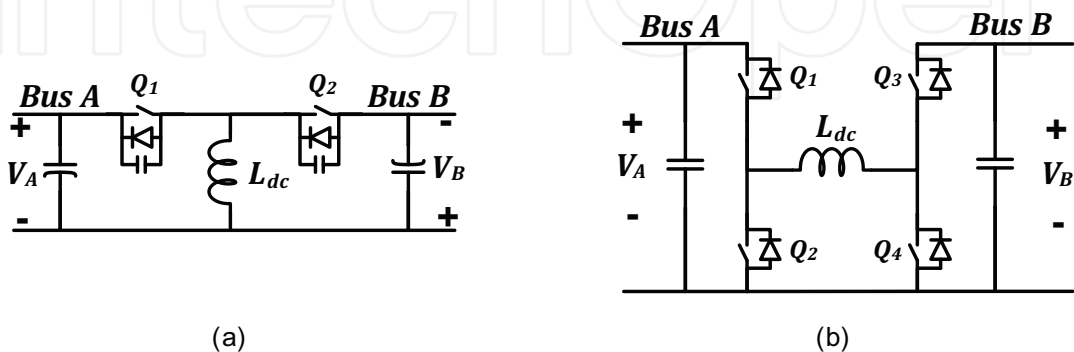 Bus A
Q1
Q2
Bus B
+
-
VA
Ldc
VB
-
+
(a)
Bus A
Bus B
Q1
Q3
+
Ldc
+
VA
VB
-
-
Q2
Q4
(b)